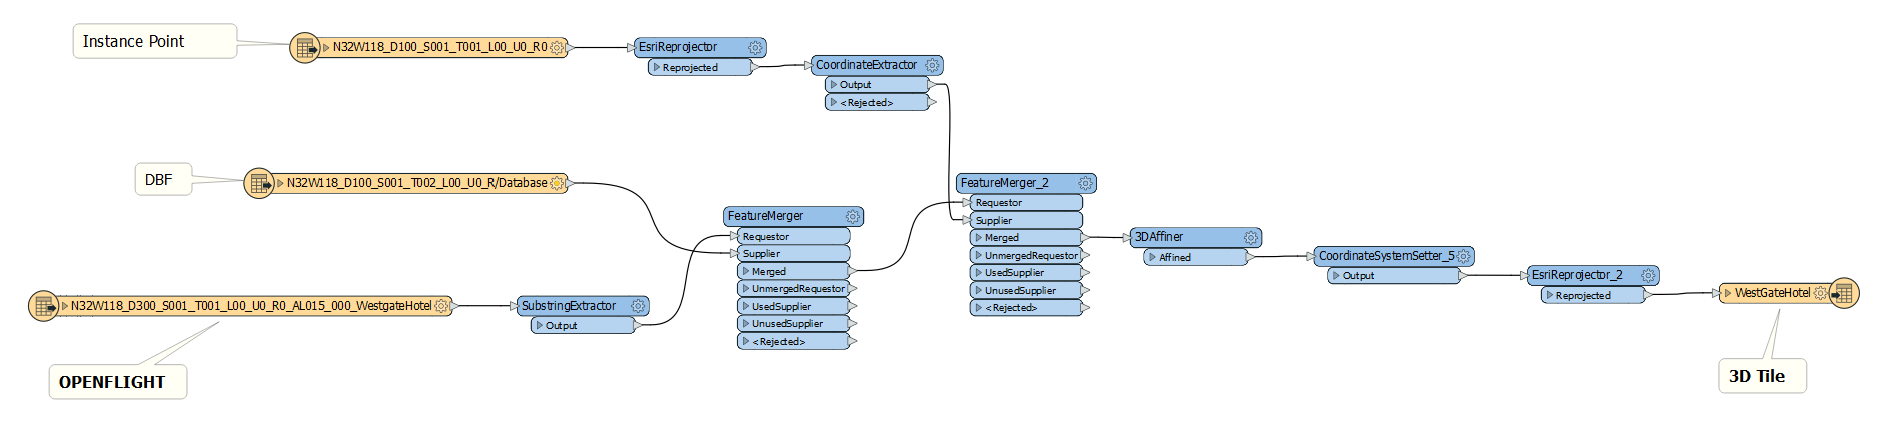 Instance Point
N32W118_D100_S001_T001_L00_U0_R0
EsriReprojector
Reprojected
CoordinateExtractor
Output
<Rejected>
DBF
N32W118_D100_S001_T002_L00_U0_R/Database
FeatureMerger
Requestor
Supplier
Merged
UnmergedRequestor
UsedSupplier
UnusedSupplier
<Rejected>
FeatureMerger_2
Requestor
Supplier
Merged
UnmergedRequestor
UsedSupplier
UnusedSupplier
<Rejected>
3DAffiner
Affined
CoordinateSystemSetter_5
Output
EsriReprojector_2
Reprojected
WestGateHotel
N32W118_D300_S001_T001_L00_U0_R0_AL015_000_WestgateHotel
SubstringExtractor
Output
OPENFLIGHT
3D Tile